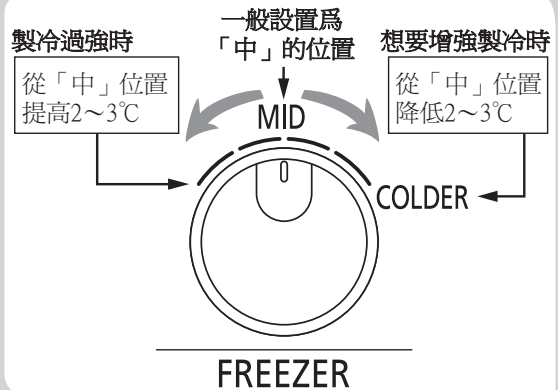 製冷過強時
從「中」位置
提高2～3℃
一般設置爲
「中」的位置
想要增強製冷時
從「中」位置
降低2～3℃
MID
COLDER
FREEZER